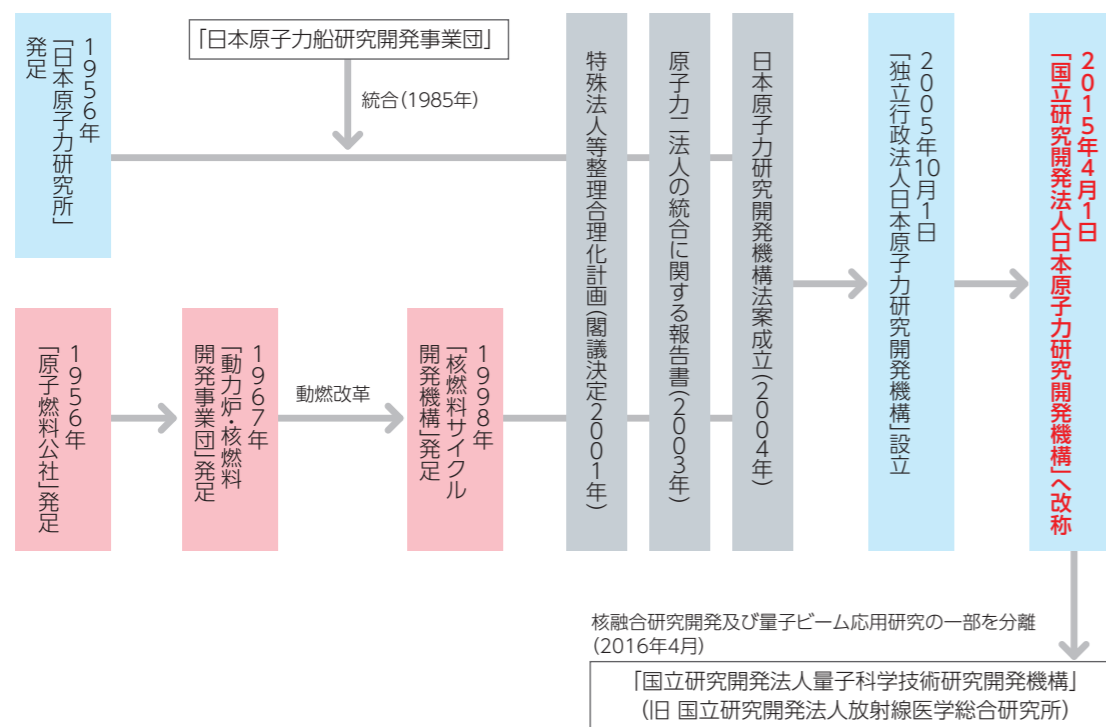 1956年
「日本原子力研究所」
発足
「日本原子力船研究開発事業団」
統合(1985年)
1956年
「原子燃料公社」発足
1967年
「動力炉・核燃料
開発事業団」発足
動燃改革
1998年
「核燃料サイクル
開発機構」発足
特殊法人等整理合理化計画(閣議決定2001年)
原子力二法人の統合に関する報告書(2003年)
日本原子力研究開発機構法案成立(2004年)
2005年10月1日
「独立行政法人日本原子力研究開発機構」設立
2015年4月1日
「国立研究開発法人日本原子力研究開発機構」へ改称
核融合研究開発及び量子ビーム応用研究の一部を分離
(2016年4月)
「国立研究開発法人量子科学技術研究開発機構」
(旧 国立研究開発法人放射線医学総合研究所)